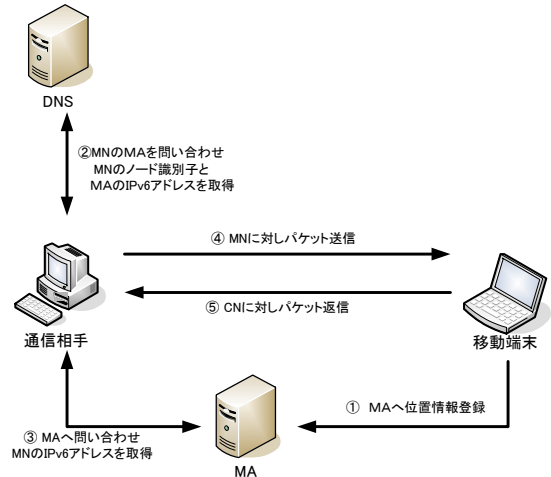 DNS
②MNのMAを問い合わせ
MNのノード識別子と
MAのIPv6アドレスを取得
④ MNに対しパケット送信
⑤ CNに対しパケット返信
通信相手
移動端末
① MAへ位置情報登録
③ MAへ問い合わせ
MNのIPv6アドレスを取得
MA